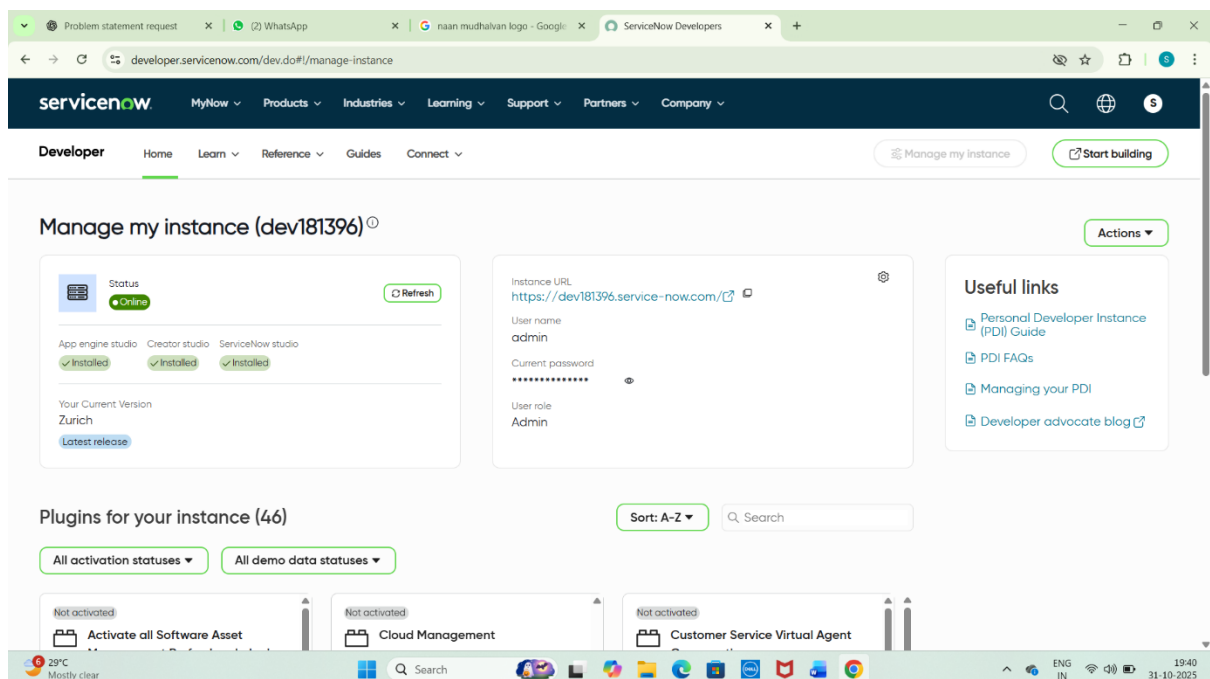 Problem statement request
(2) WhatsApp
naan mudhalvan logo - Google
ServiceNow Developers
developer.servicenow.com/dev.do#!/manage-instance
S
servicenow.
MyNow
Products
Industries
Learning
Support
Partners
Company
S
Developer
Home
Learn
Reference
Guides
Connect
Manage my instance
Start building
Manage my instance (dev181396)
Actions
Status
Online
Refresh
App engine studio Creator studio ServiceNow studio
Installed Installed Installed
Your Current Version
Zurich
Latest release
Instance URL
https://dev181396.service-now.com/
User name
admin
Current password
**************
User role
Admin
Useful links
Personal Developer Instance
(PDI) Guide
PDI FAQs
Managing your PDI
Developer advocate blog
Plugins for your instance (46)
Sort: A-Z
Search
All activation statuses
All demo data statuses
Not activated
Activate all Software Asset
Not activated
Cloud Management
Not activated
Customer Service Virtual Agent
6
29°C
Mostly clear
Search
DELL
ENG
IN
19:40
31-10-2025